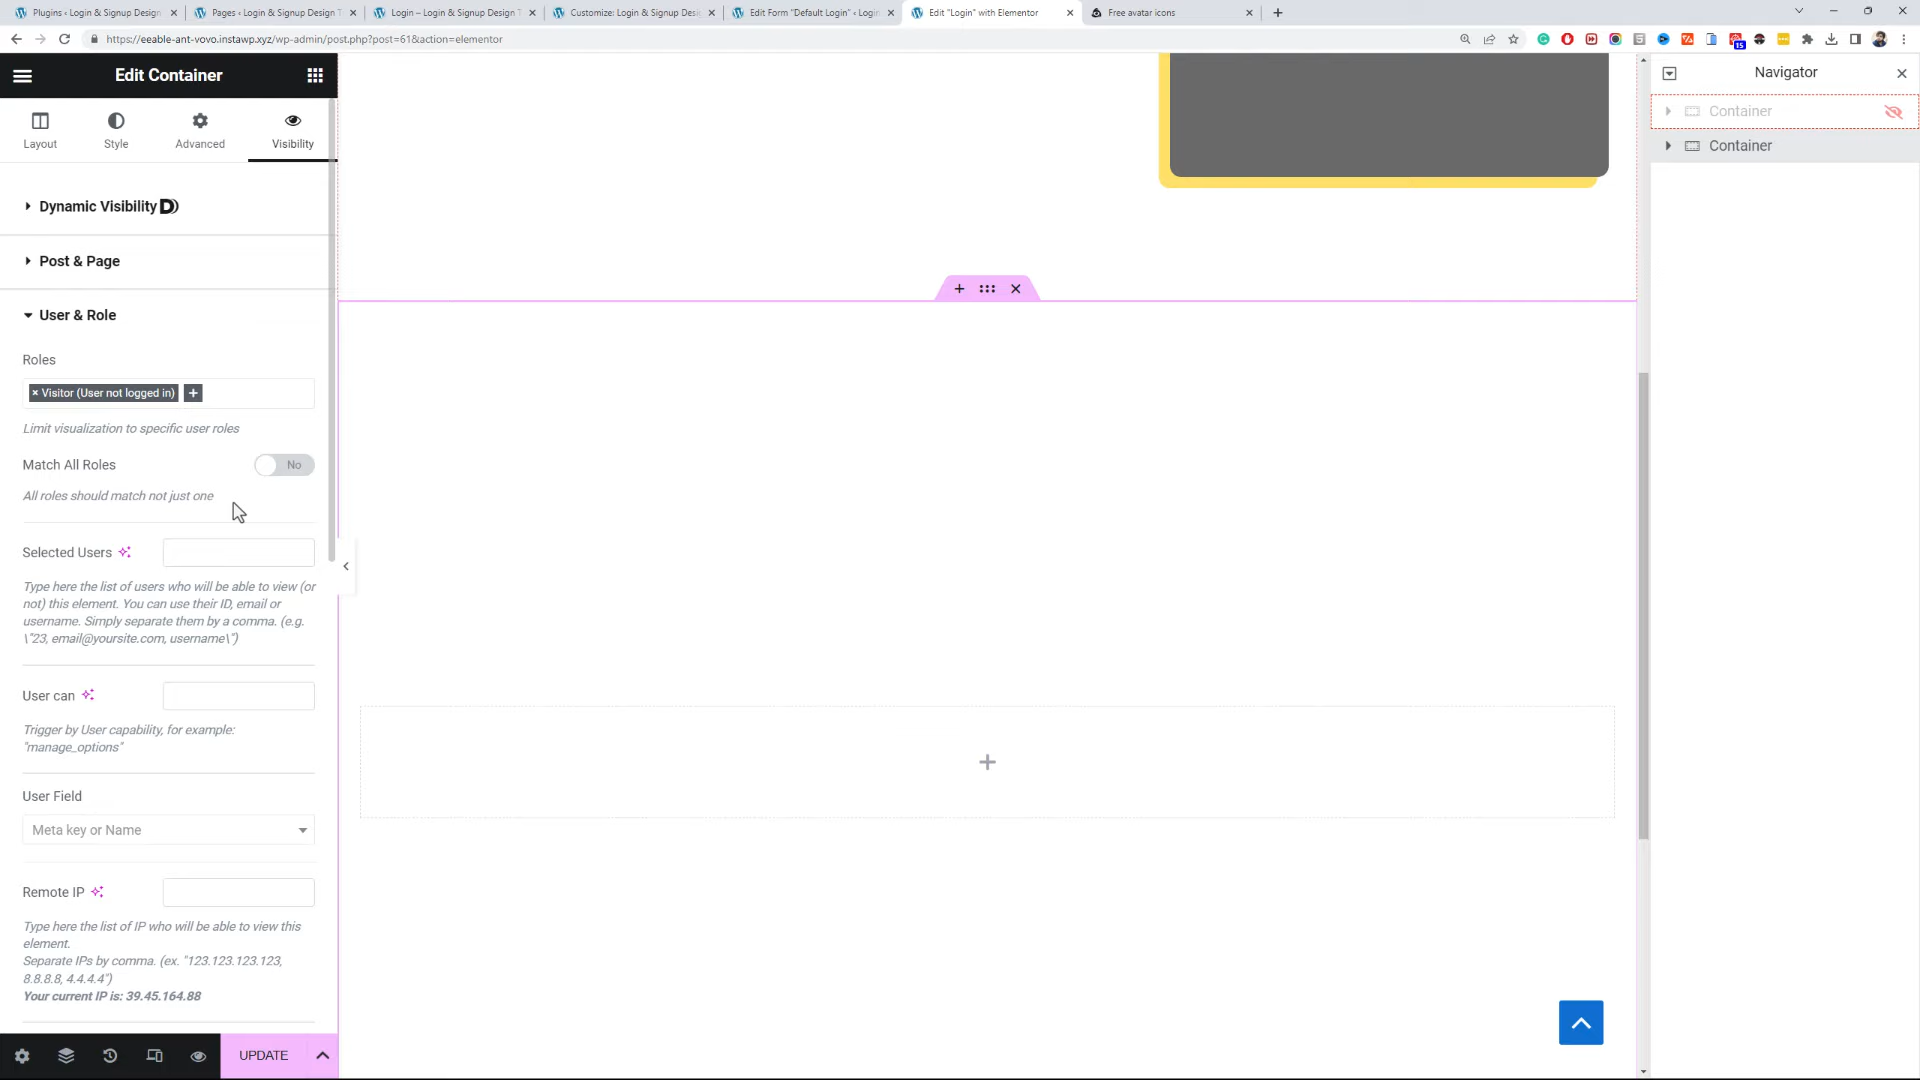 Plugins ‹ Login & Signup Design
Pages ‹ Login & Signup Design T
Login – Login & Signup Design T
Customize: Login & Signup Desi
Edit Form "Default Login" ‹ Login
Edit "Login" with Elementor
Free avatar icons
https://eeable-ant-vovo.instawp.xyz/wp-admin/post.php?post=61&action=elementor
15
Edit Container
Layout
Style
Advanced
Visibility
Dynamic Visibility
Post & Page
User & Role
Roles
× Visitor (User not logged in) +
Limit visualization to specific user roles
Match All Roles
No
All roles should match not just one
Selected Users
Type here the list of users who will be able to view (or
not) this element. You can use their ID, email or
username. Simply separate them by a comma. (e.g.
\"23, email@yoursite.com, username\")
User can
Trigger by User capability, for example:
"manage_options"
User Field
Meta key or Name
Remote IP
Type here the list of IP who will be able to view this
element.
Separate IPs by comma. (ex. "123.123.123.123,
8.8.8.8, 4.4.4.4")
Your current IP is: 39.45.164.88
UPDATE
Navigator
Container
Container